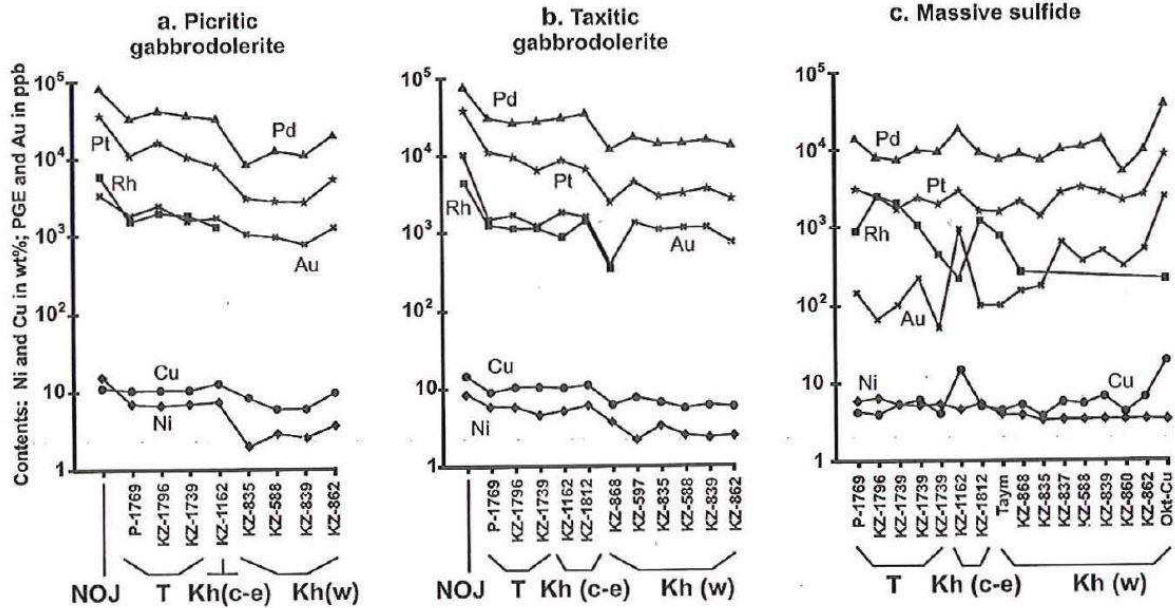 a. Picritic
gabbrodolerite
b. Taxitic
gabbrodolerite
c. Massive sulfide
Contents: Ni and Cu in wt%; PGE and Au in ppb
10⁵
10⁴
10³
10²
10
1
Pd
Pt
Rh
Au
Cu
Ni
P-1769
KZ-1796
KZ-1739
KZ-1162
KZ-835
KZ-588
KZ-839
KZ-862
NOJ T Kh(c-e) Kh(w)
10⁵
10⁴
10³
10²
10
1
Pd
Pt
Rh
Au
Cu
Ni
P-1769
KZ-1796
KZ-1739
KZ-1162
KZ-1812
KZ-868
KZ-597
KZ-835
KZ-588
KZ-839
KZ-862
NOJ T Kh (c-e) Kh (w)
10⁵
10⁴
10³
10²
10
1
Pd
Pt
Rh
Au
Ni
Cu
P-1769
KZ-1796
KZ-1739
KZ-1739
KZ-1739
KZ-1162
KZ-1812
Taym
KZ-868
KZ-835
KZ-837
KZ-588
KZ-839
KZ-860
KZ-862
Okt-Cu
T Kh (c-e) Kh (w)